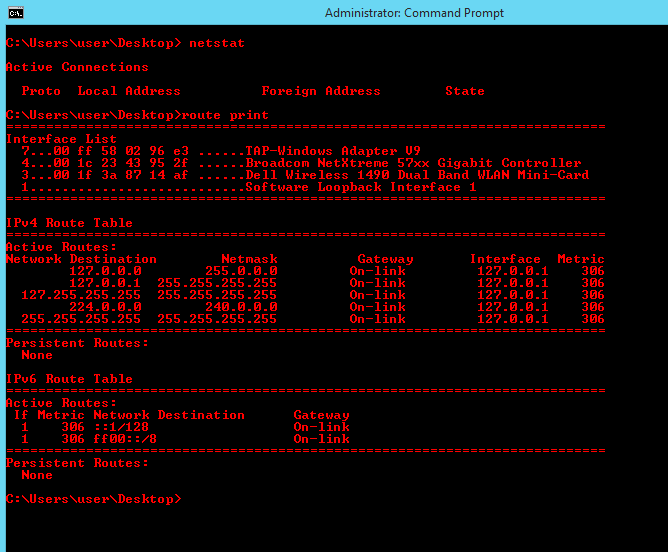 Administrator: Command Prompt
C:\Users\user\Desktop> netstat
Active Connections
  Proto  Local Address          Foreign Address        State
C:\Users\user\Desktop>route print
===========================================================================
Interface List
  7...00 ff 58 02 96 e3 ......TAP-Windows Adapter V9
  4...00 1c 23 43 95 2f ......Broadcom NetXtreme 57xx Gigabit Controller
  3...00 1f 3a 87 14 af ......Dell Wireless 1490 Dual Band WLAN Mini-Card
  1...........................Software Loopback Interface 1
===========================================================================
IPv4 Route Table
===========================================================================
Active Routes:
Network Destination        Netmask          Gateway       Interface  Metric
        127.0.0.0        255.0.0.0         On-link         127.0.0.1    306
        127.0.0.1  255.255.255.255         On-link         127.0.0.1    306
  127.255.255.255  255.255.255.255         On-link         127.0.0.1    306
        224.0.0.0        240.0.0.0         On-link         127.0.0.1    306
  255.255.255.255  255.255.255.255         On-link         127.0.0.1    306
===========================================================================
Persistent Routes:
  None
IPv6 Route Table
===========================================================================
Active Routes:
 If Metric Network Destination      Gateway
  1    306 ::1/128                  On-link
  1    306 ff00::/8                 On-link
===========================================================================
Persistent Routes:
  None
C:\Users\user\Desktop>